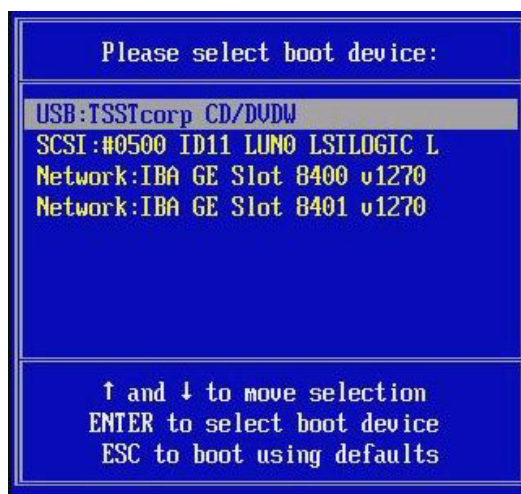 Please select boot device:
USB:TSSTcorp CD/DVDW
SCSI:#0500 ID11 LUN0 LSILOGIC L
Network:IBA GE Slot 8400 v1270
Network:IBA GE Slot 8401 v1270
↑ and ↓ to move selection
ENTER to select boot device
ESC to boot using defaults